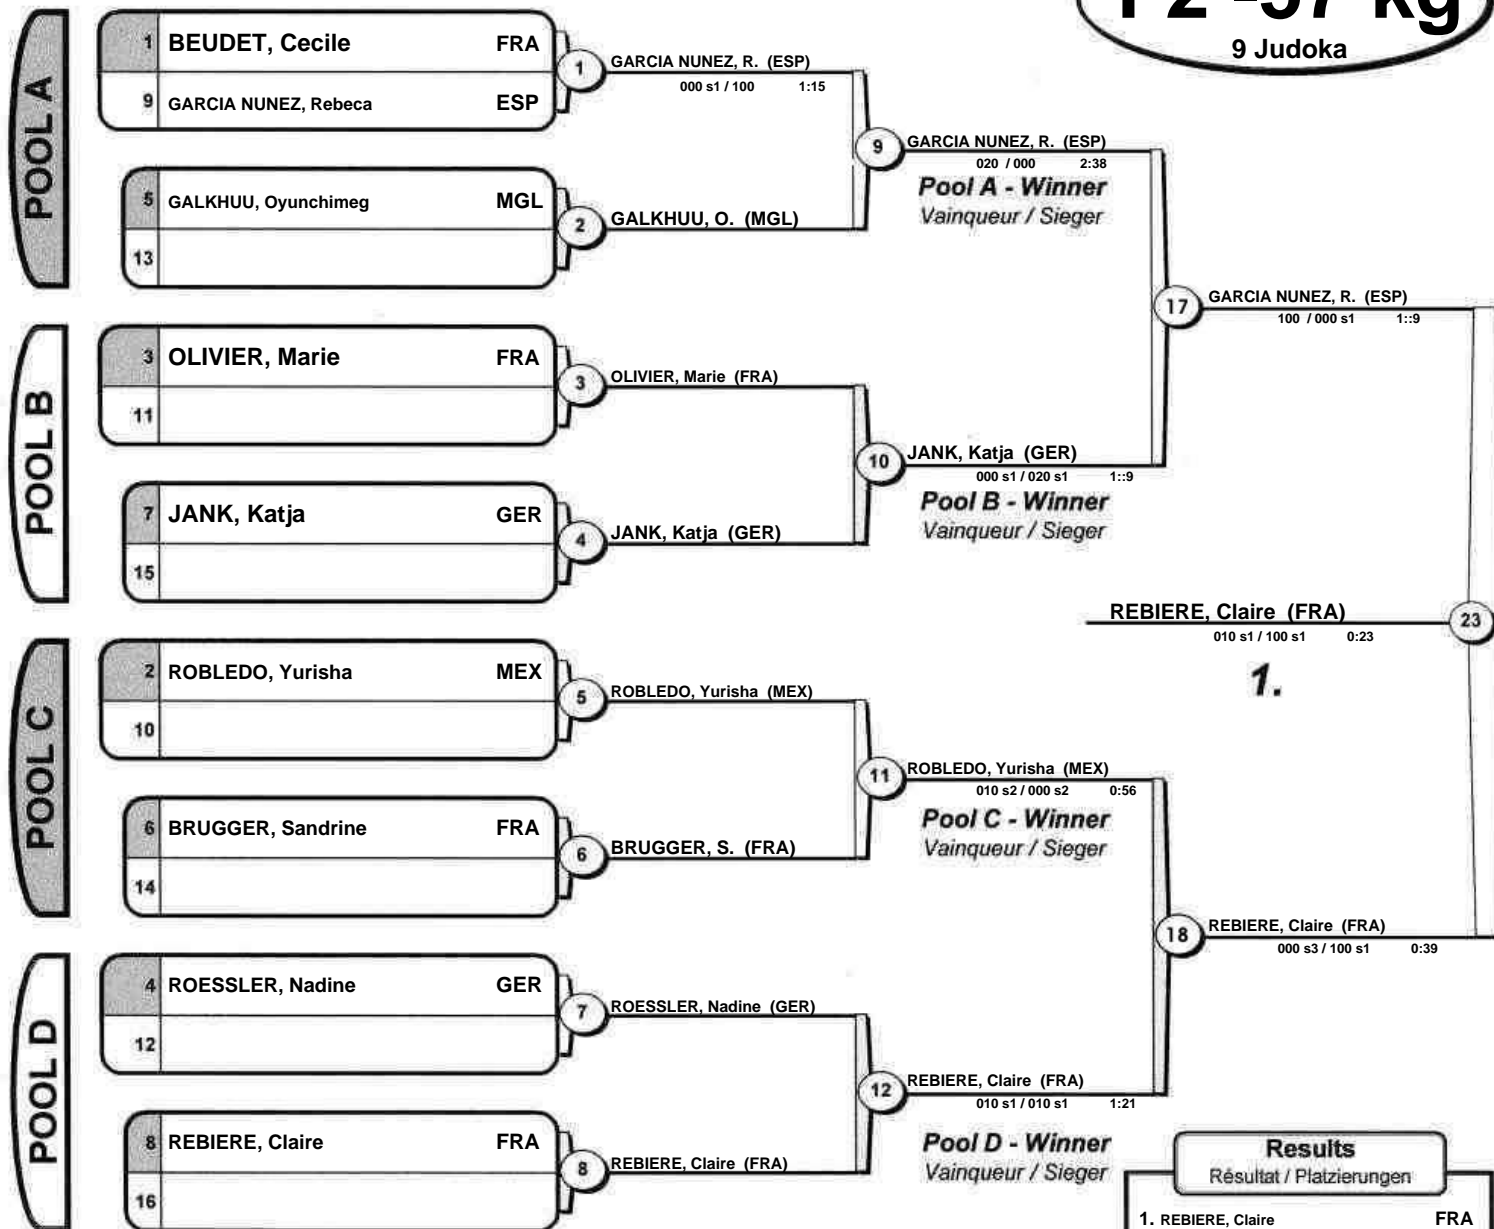 F2 -57 kg
9 Judoka
POOL A
1 BEUDET, Cecile FRA
9 GARCIA NUNEZ, Rebeca ESP
1
GARCIA NUNEZ, R. (ESP)
000 s1 / 100 1:15
5 GALKHUU, Oyunchimeg MGL
13
2
GALKHUU, O. (MGL)
9
GARCIA NUNEZ, R. (ESP)
020 / 000 2:38
Pool A - Winner
Vainqueur / Sieger
POOL B
3 OLIVIER, Marie FRA
11
3
OLIVIER, Marie (FRA)
7 JANK, Katja GER
15
4
JANK, Katja (GER)
10
JANK, Katja (GER)
000 s1 / 020 s1 1::9
Pool B - Winner
Vainqueur / Sieger
17
GARCIA NUNEZ, R. (ESP)
100 / 000 s1 1::9
REBIERE, Claire (FRA)
010 s1 / 100 s1 0:23
23
1.
POOL C
2 ROBLEDO, Yurisha MEX
10
5
ROBLEDO, Yurisha (MEX)
6 BRUGGER, Sandrine FRA
14
6
BRUGGER, S. (FRA)
11
ROBLEDO, Yurisha (MEX)
010 s2 / 000 s2 0:56
Pool C - Winner
Vainqueur / Sieger
18
REBIERE, Claire (FRA)
000 s3 / 100 s1 0:39
POOL D
4 ROESSLER, Nadine GER
12
7
ROESSLER, Nadine (GER)
8 REBIERE, Claire FRA
16
8
REBIERE, Claire (FRA)
12
REBIERE, Claire (FRA)
010 s1 / 010 s1 1:21
Pool D - Winner
Vainqueur / Sieger
Results
Résultat / Platzierungen
1. REBIERE, Claire FRA